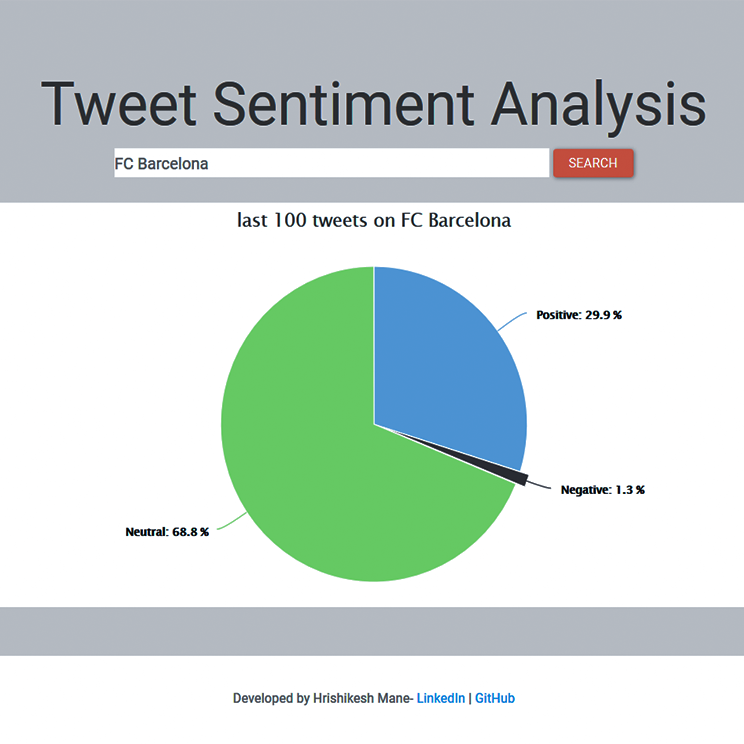 Tweet Sentiment Analysis
FC Barcelona
SEARCH
last 100 tweets on FC Barcelona
Positive: 29.9 %
Negative: 1.3 %
Neutral: 68.8 %
Developed by Hrishikesh Mane- LinkedIn | GitHub